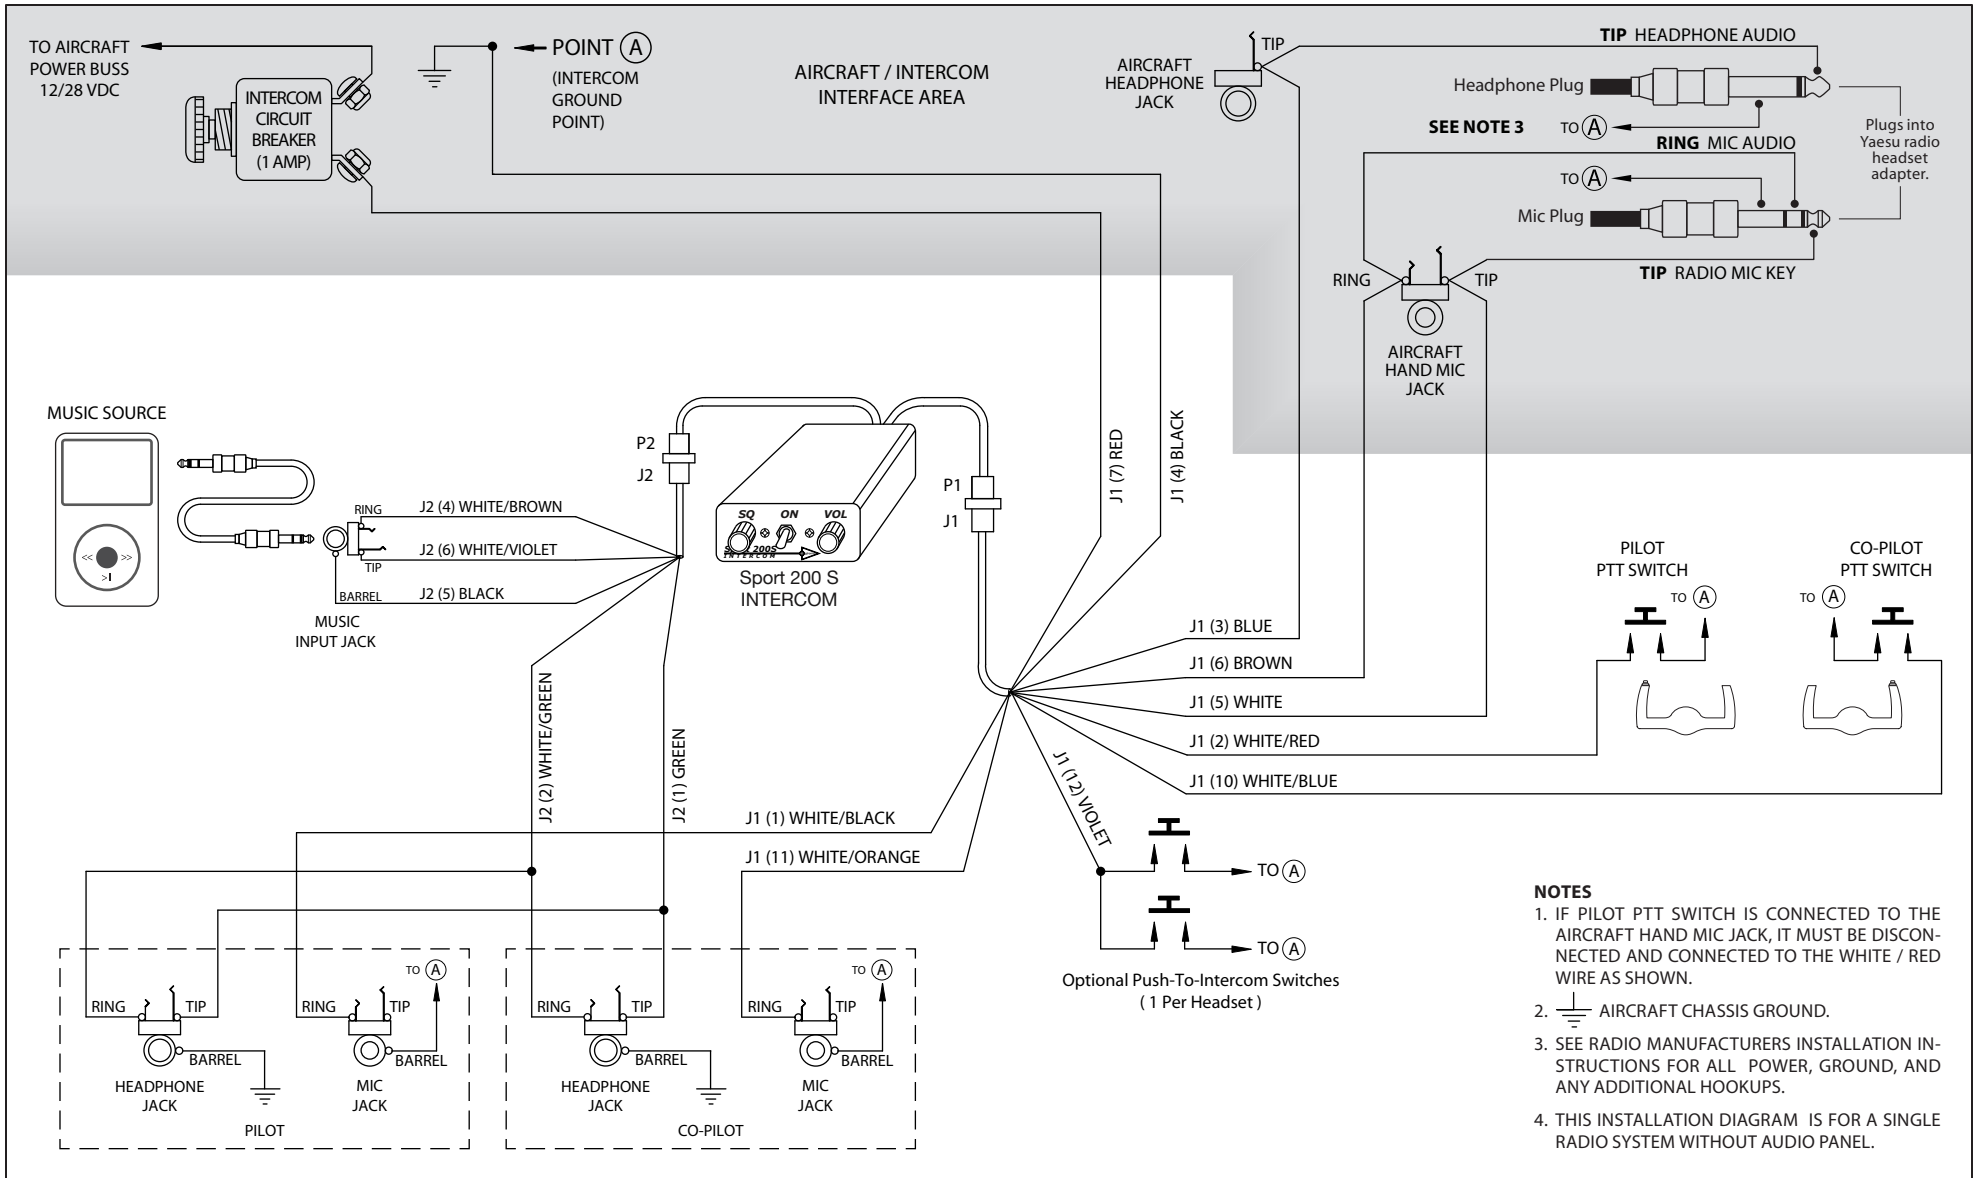 TO AIRCRAFT
POWER BUSS
12/28 VDC
INTERCOM
CIRCUIT
BREAKER
(1 AMP)
POINT A
(INTERCOM
GROUND
POINT)
AIRCRAFT / INTERCOM
INTERFACE AREA
TIP
AIRCRAFT
HEADPHONE
JACK
TIP HEADPHONE AUDIO
Headphone Plug
SEE NOTE 3
TO A
RING MIC AUDIO
TO A
Mic Plug
TIP RADIO MIC KEY
Plugs into
Yaesu radio
headset
adapter.
RING
TIP
AIRCRAFT
HAND MIC
JACK
MUSIC SOURCE
<<
>>
>I
RING
TIP
BARREL
MUSIC
INPUT JACK
J2 (4) WHITE/BROWN
J2 (6) WHITE/VIOLET
J2 (5) BLACK
P2
J2
SQ
ON
VOL
200S
INTERCOM
Sport 200 S
INTERCOM
P1
J1
J1 (7) RED
J1 (4) BLACK
J1 (3) BLUE
J1 (6) BROWN
J1 (5) WHITE
J1 (2) WHITE/RED
J1 (10) WHITE/BLUE
PILOT
PTT SWITCH
TO A
CO-PILOT
PTT SWITCH
TO A
J2 (2) WHITE/GREEN
J2 (1) GREEN
J1 (1) WHITE/BLACK
J1 (11) WHITE/ORANGE
J1 (12) VIOLET
TO A
TO A
Optional Push-To-Intercom Switches
( 1 Per Headset )
RING
TIP
BARREL
HEADPHONE
JACK
RING
TIP
TO A
BARREL
MIC
JACK
PILOT
RING
TIP
BARREL
HEADPHONE
JACK
RING
TIP
TO A
BARREL
MIC
JACK
CO-PILOT
NOTES
1. IF PILOT PTT SWITCH IS CONNECTED TO THE
AIRCRAFT HAND MIC JACK, IT MUST BE DISCON-
NECTED AND CONNECTED TO THE WHITE / RED
WIRE AS SHOWN.
2. AIRCRAFT CHASSIS GROUND.
3. SEE RADIO MANUFACTURERS INSTALLATION IN-
STRUCTIONS FOR ALL POWER, GROUND, AND
ANY ADDITIONAL HOOKUPS.
4. THIS INSTALLATION DIAGRAM IS FOR A SINGLE
RADIO SYSTEM WITHOUT AUDIO PANEL.